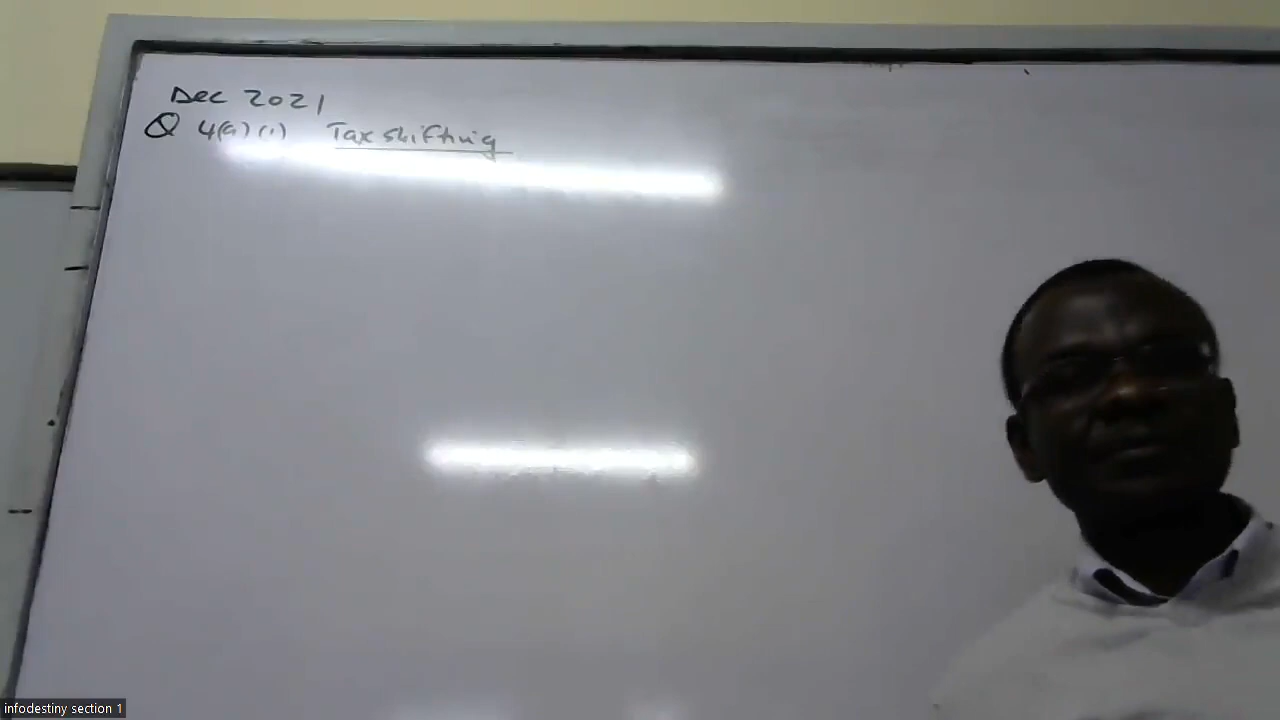 Dec 2021
Q 4(a)(i) Tax shifting
infodestiny section 1